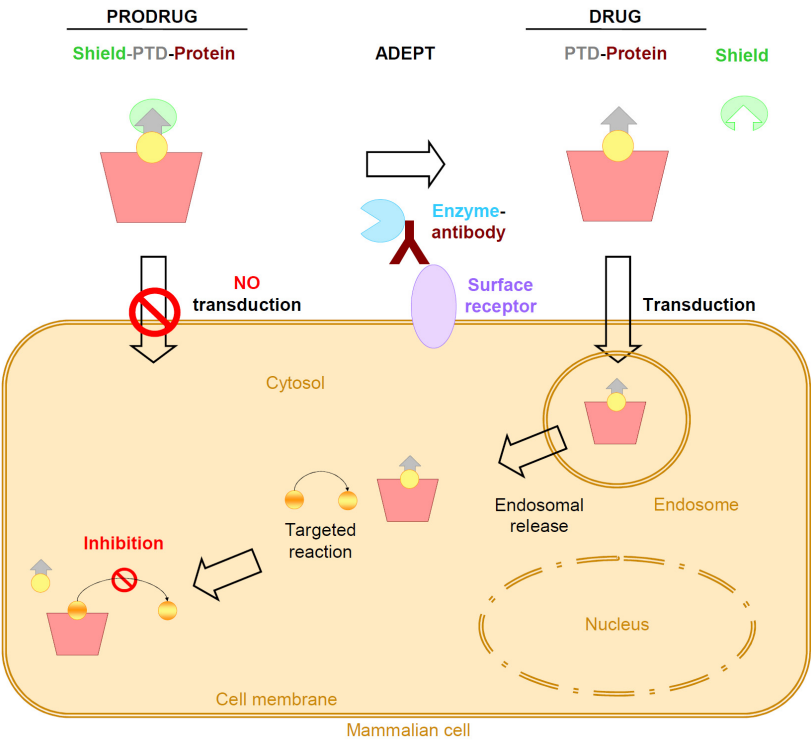 PRODRUG
DRUG
Shield-PTD-Protein
ADEPT
PTD-Protein
Shield
Enzyme-
antibody
Surface
receptor
NO
transduction
Transduction
Cytosol
Endosome
Endosomal
release
Targeted
reaction
Inhibition
Nucleus
Cell membrane
Mammalian cell